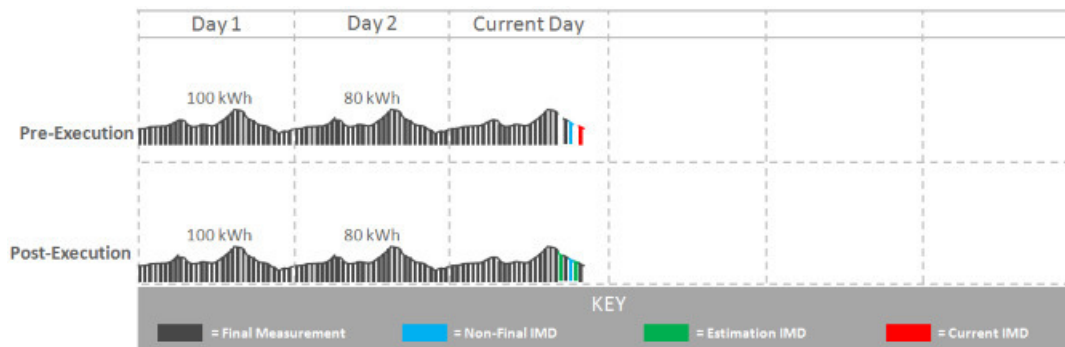 Day 1 Day 2 Current Day
100 kWh 80 kWh
Pre-Execution
100 kWh 80 kWh
Post-Execution
KEY
= Final Measurement = Non-Final IMD = Estimation IMD = Current IMD